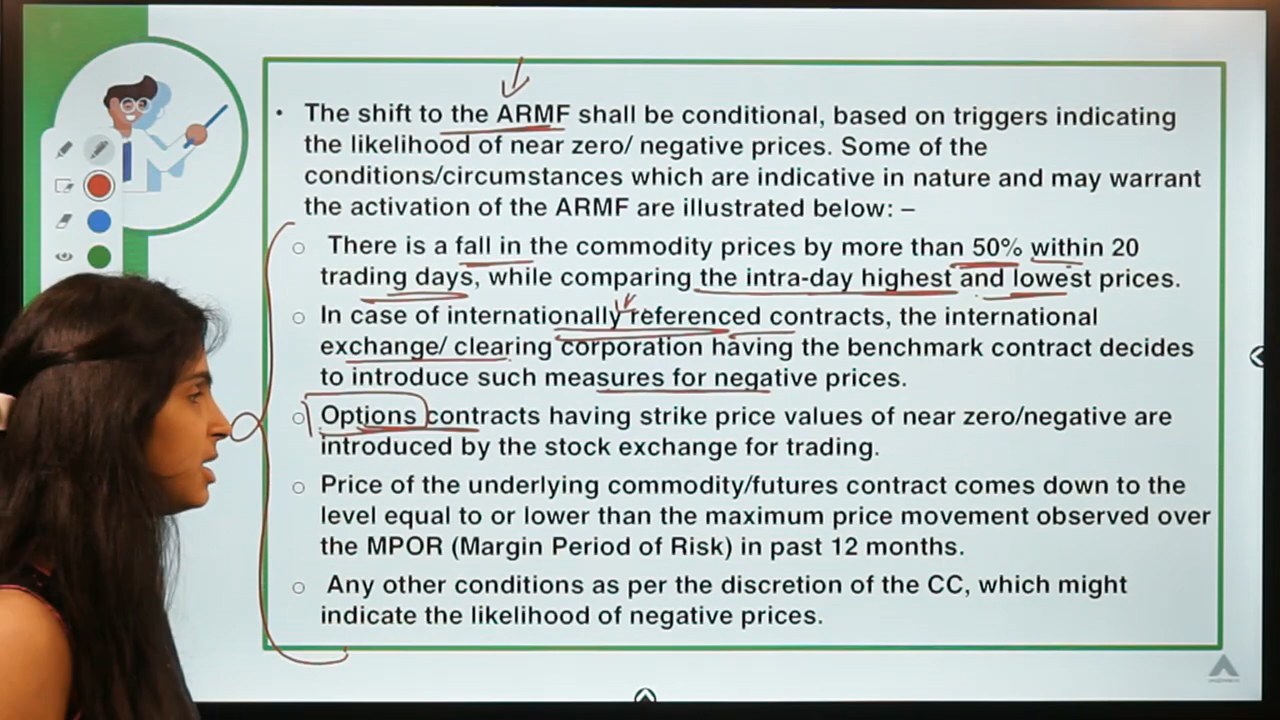 • The shift to the ARMF shall be conditional, based on triggers indicating
the likelihood of near zero/ negative prices. Some of the
conditions/circumstances which are indicative in nature and may warrant
the activation of the ARMF are illustrated below: –
○ There is a fall in the commodity prices by more than 50% within 20
trading days, while comparing the intra-day highest and lowest prices.
○ In case of internationally referenced contracts, the international
exchange/ clearing corporation having the benchmark contract decides
to introduce such measures for negative prices.
○ Options contracts having strike price values of near zero/negative are
introduced by the stock exchange for trading.
○ Price of the underlying commodity/futures contract comes down to the
level equal to or lower than the maximum price movement observed over
the MPOR (Margin Period of Risk) in past 12 months.
○ Any other conditions as per the discretion of the CC, which might
indicate the likelihood of negative prices.